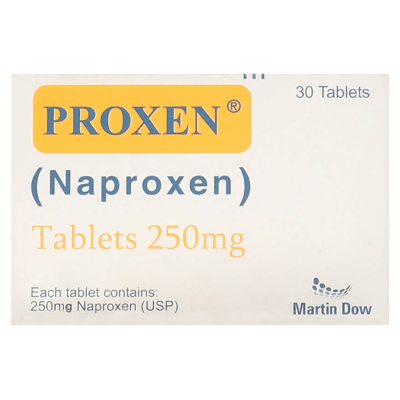 30 Tablets
PROXEN®
(Naproxen)
Tablets 250mg
Each tablet contains:
250mg Naproxen (USP)
Martin Dow